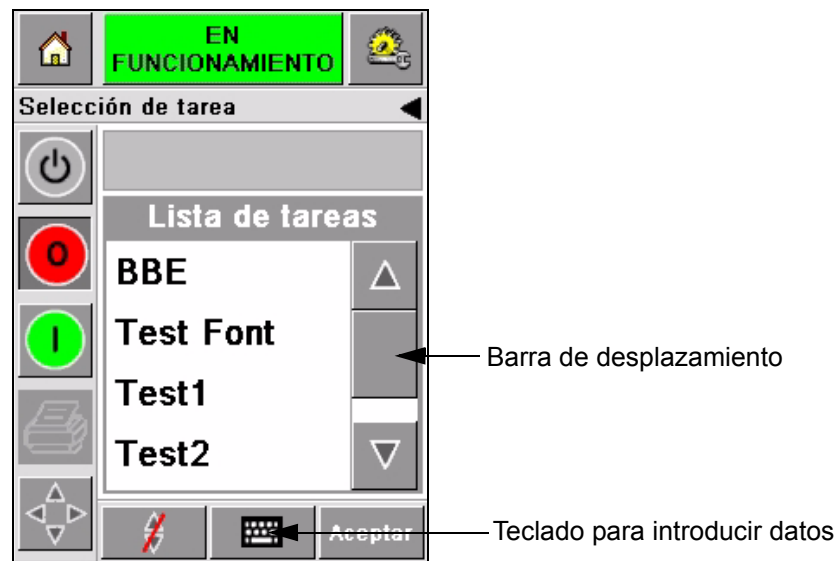 EN
FUNCIONAMIENTO
Selección de tarea
Lista de tareas
BBE
Test Font
Test1
Test2
Aceptar
Barra de desplazamiento
Teclado para introducir datos